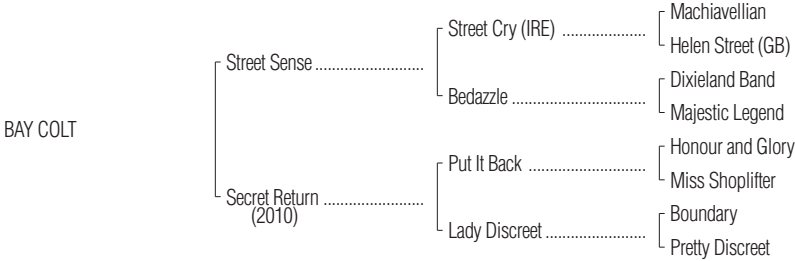 Machiavellian
Street Cry (IRE) ....................
Helen Street (GB)
Street Sense ..........................
Dixieland Band
Bedazzle ................................
Majestic Legend
BAY COLT
Honour and Glory
Put It Back ............................
Miss Shoplifter
Secret Return ........................
(2010)
Boundary
Lady Discreet ........................
Pretty Discreet